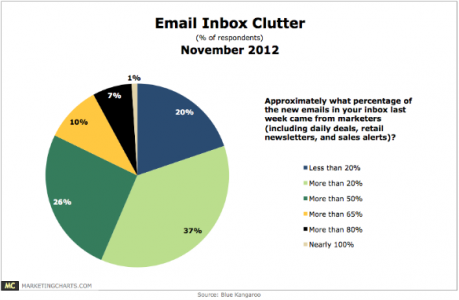 Email Inbox Clutter
(% of respondents)
November 2012
1%
7%
20%
10%
26%
37%
Approximately what percentage of
the new emails in your inbox last
week came from marketers
(including daily deals, retail
newsletters, and sales alerts)?
Less than 20%
More than 20%
More than 50%
More than 65%
More than 80%
Nearly 100%
MC MARKETINGCHARTS.COM
Source: Blue Kangaroo